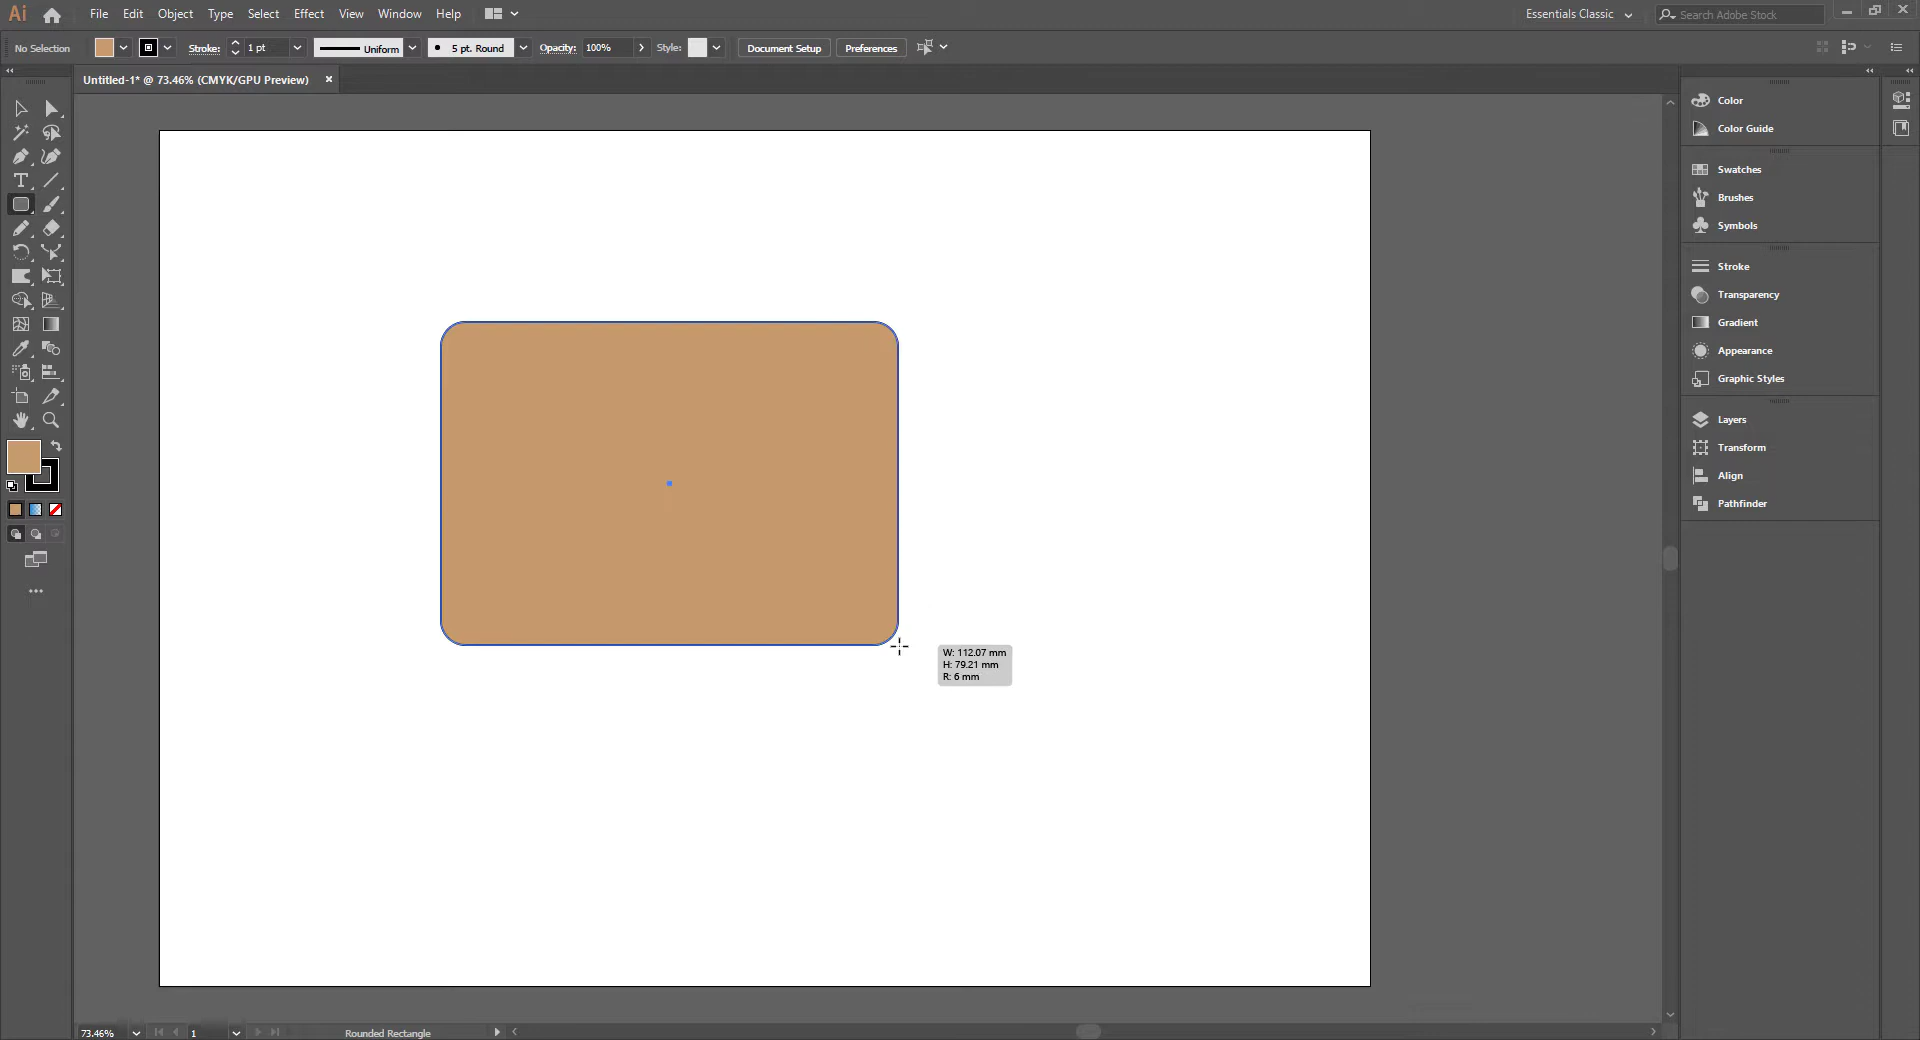 Ai File Edit Object Type Select Effect View Window Help Essentials Classic Search Adobe Stock
No Selection Stroke: 1 pt Uniform 5 pt. Round Opacity: 100% Style: Document Setup Preferences
Untitled-1* @ 73.46% (CMYK/GPU Preview)
Color
Color Guide
Swatches
Brushes
Symbols
Stroke
Transparency
Gradient
Appearance
Graphic Styles
Layers
Transform
Align
Pathfinder
W: 112.07 mm
H: 79.21 mm
R: 6 mm
73.46% 1 Rounded Rectangle